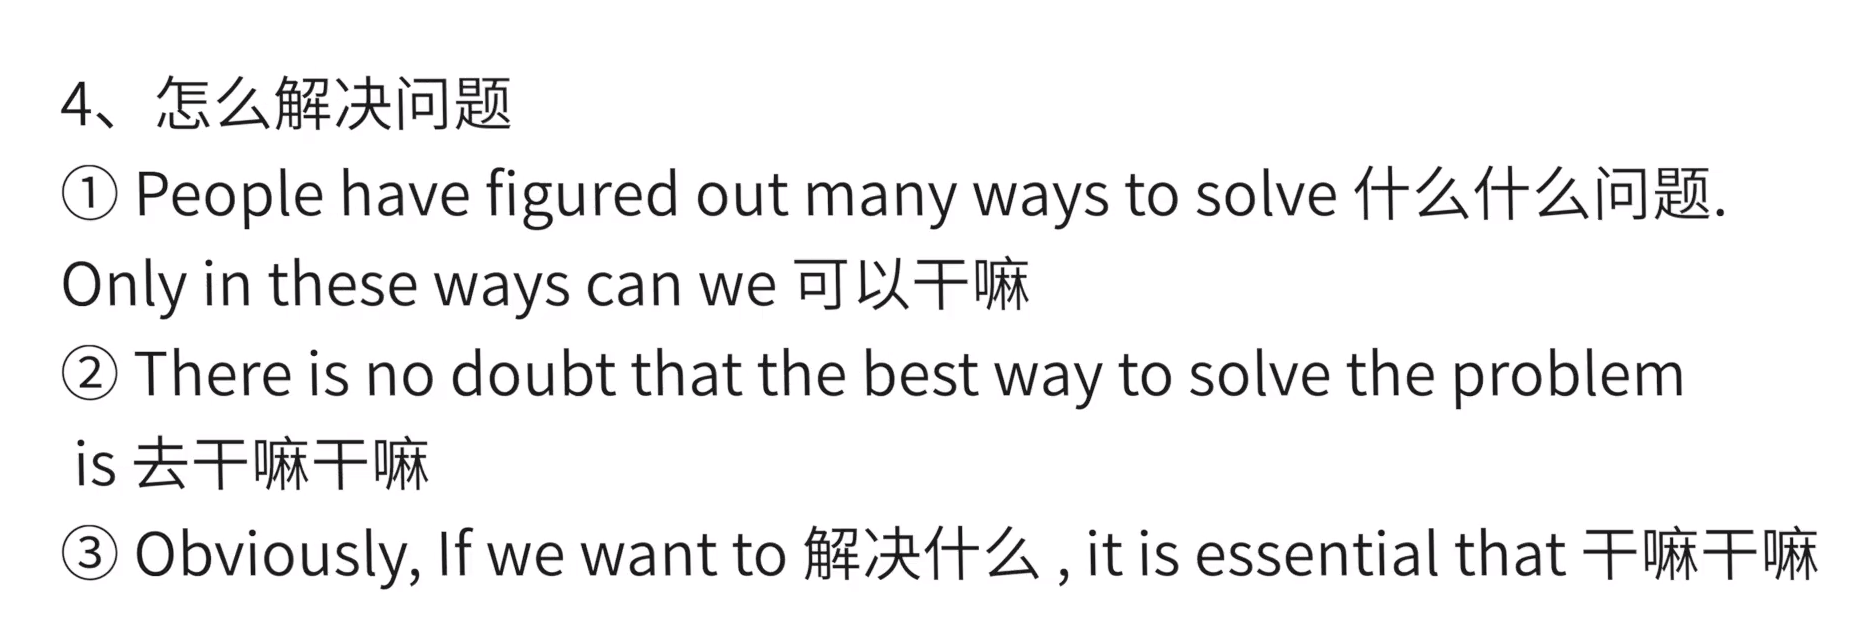 4、怎么解决问题
① People have figured out many ways to solve 什么什么问题.
Only in these ways can we 可以干嘛
② There is no doubt that the best way to solve the problem
is 去干嘛干嘛
③ Obviously, If we want to 解决什么 , it is essential that 干嘛干嘛